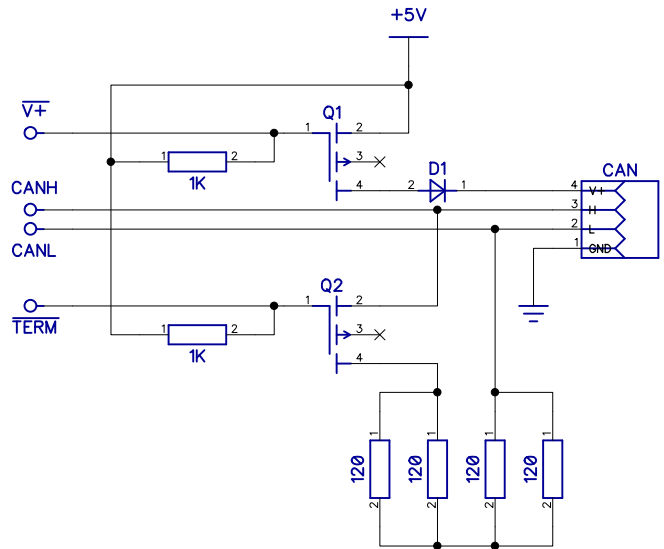 +5V
V+
Q1
1 2
3
1 2
4
1K
D1
2 1
CAN
4 V+
3 H
2 L
1 GND
CANH
CANL
Q2
1 2
3
1 2
4
1K
TERM
1 1 1 1
120 120 120 120
2 2 2 2